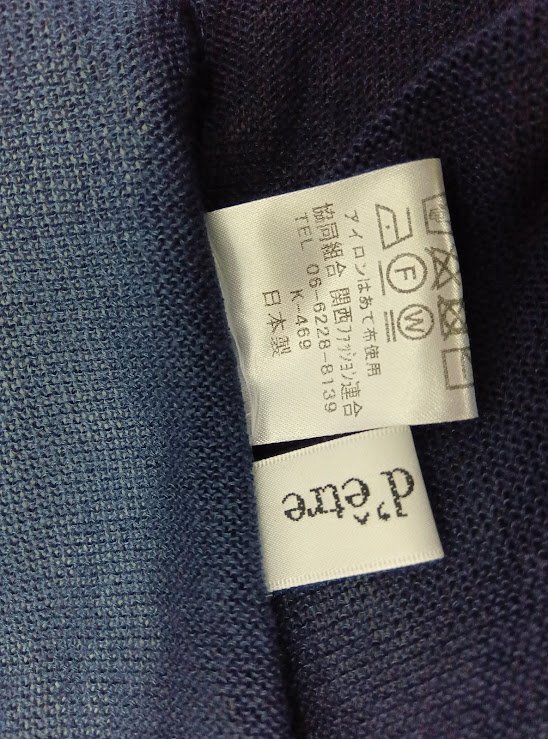 アイロンはあて布使用
協同組合 関西ファッション連合
TEL 06-6228-8139
K-469
日本製
d'être